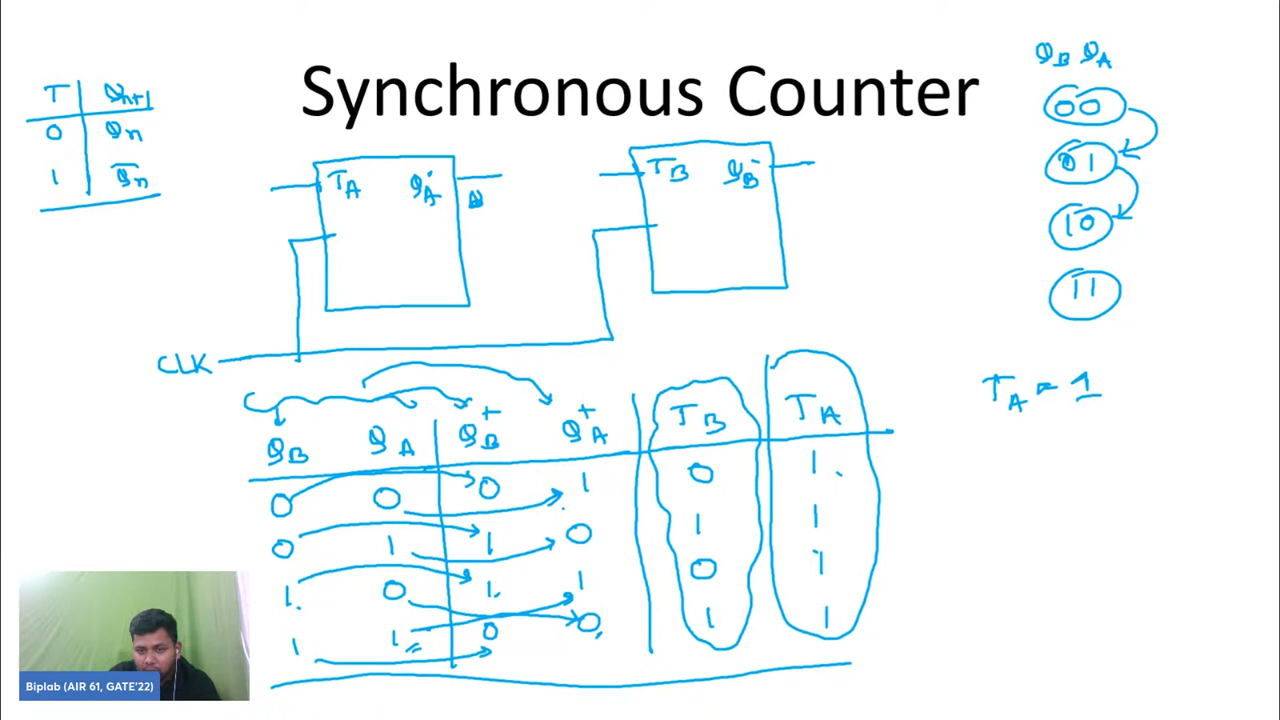 Synchronous Counter
T Qn+1
0 Qn
1 Q̅n
TA QA
TB QB
CLK
QB QA
00
01
10
11
TA = 1
QB QA QB+ QA+ TB TA
0 0 0 1 0 1
0 1 1 0 1 1
1 0 1 1 0 1
1 1 0 0 1 1
Biplab (AIR 61, GATE'22)